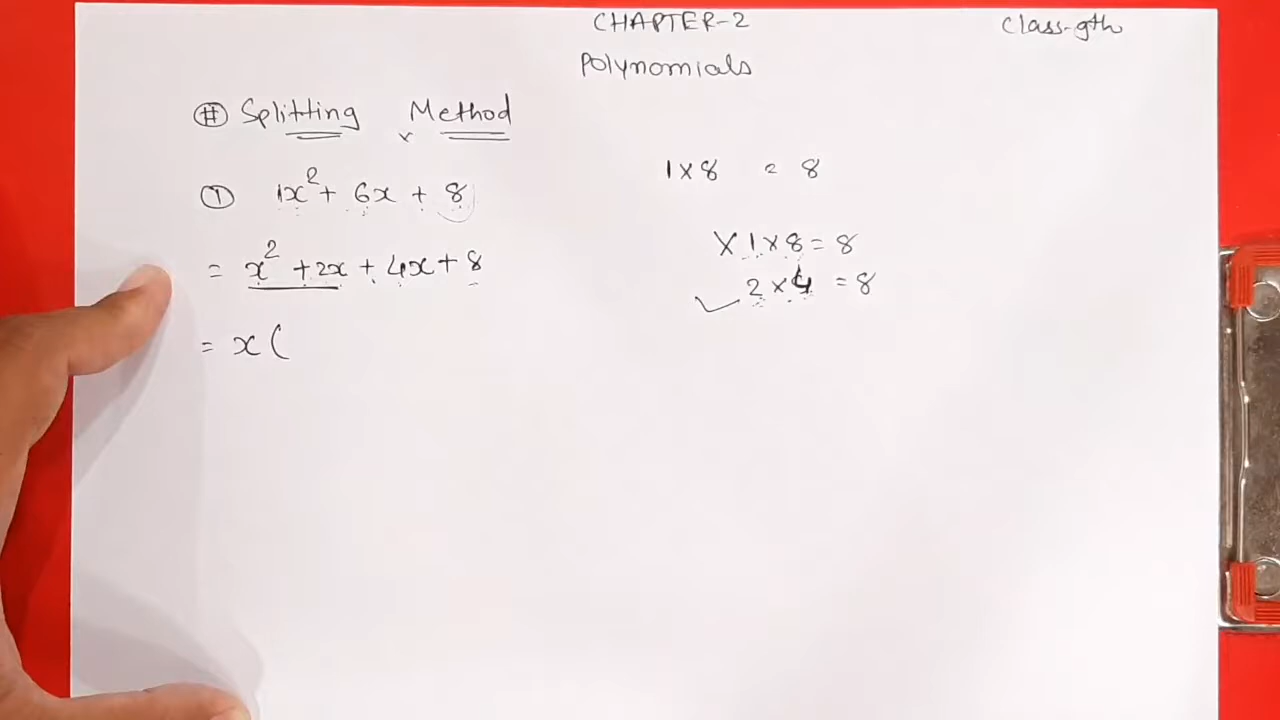 CHAPTER-2
Class-9th
Polynomials
# Splitting Method
x
① 1x² + 6x + 8
= x² + 2x + 4x + 8
= x (
1 x 8 = 8
X 1 x 8 = 8
✓ 2 x 4 = 8